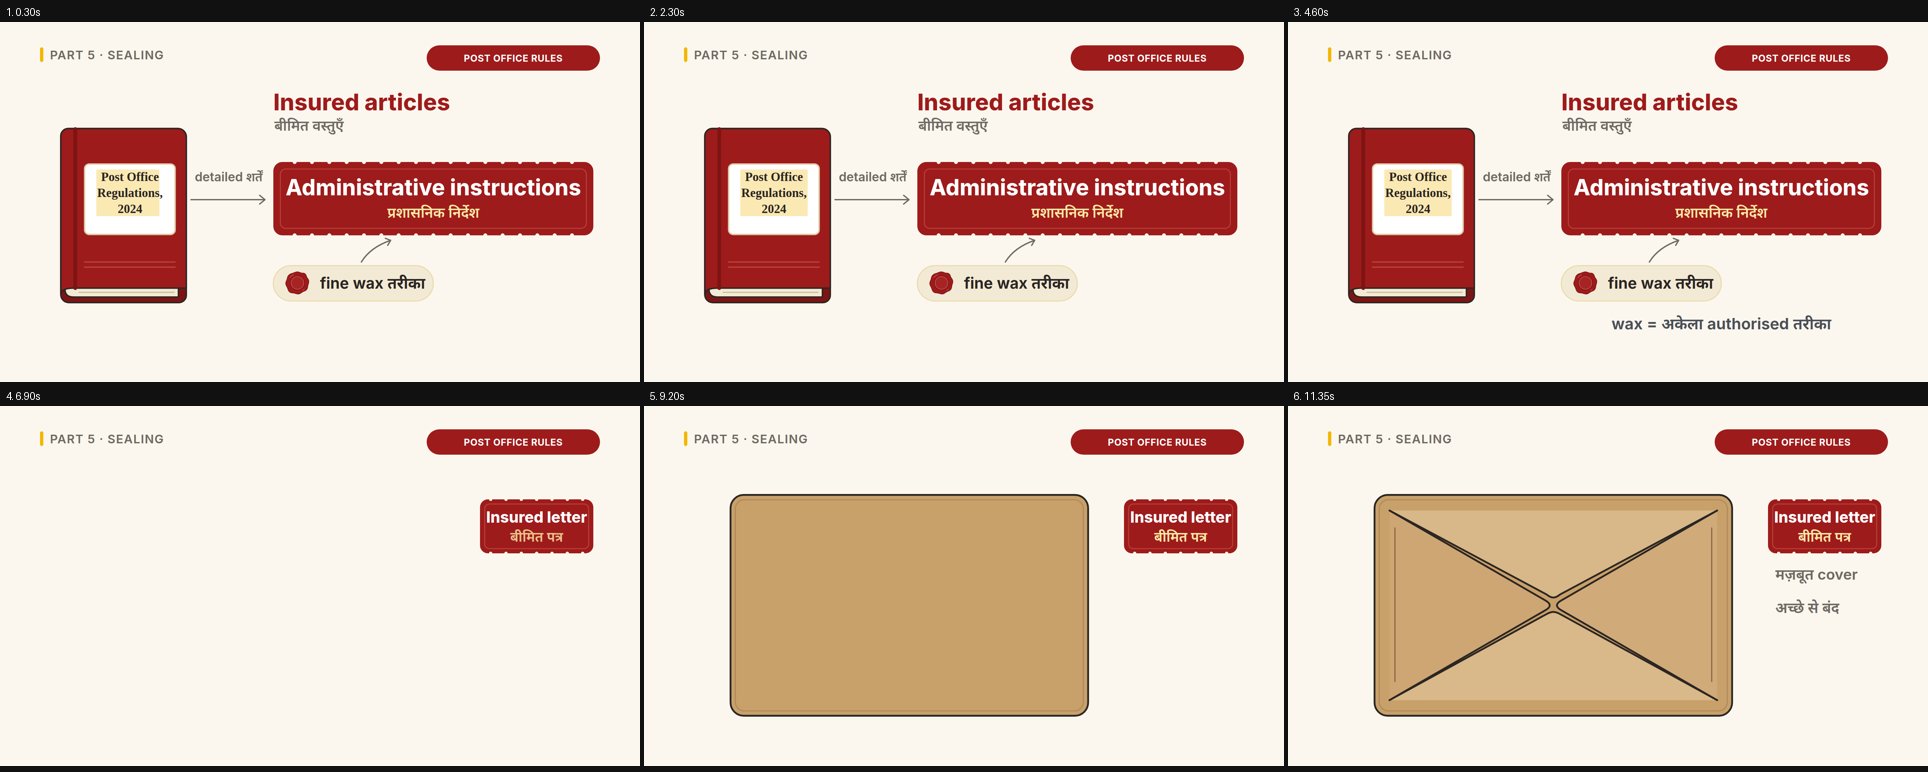 1. 0.30s
PART 5 · SEALING
POST OFFICE RULES
Insured articles
बीमित वस्तुएँ
Post Office
Regulations,
2024
detailed शर्तें
Administrative instructions
प्रशासनिक निर्देश
fine wax तरीका
2. 2.30s
PART 5 · SEALING
POST OFFICE RULES
Insured articles
बीमित वस्तुएँ
Post Office
Regulations,
2024
detailed शर्तें
Administrative instructions
प्रशासनिक निर्देश
fine wax तरीका
3. 4.60s
PART 5 · SEALING
POST OFFICE RULES
Insured articles
बीमित वस्तुएँ
Post Office
Regulations,
2024
detailed शर्तें
Administrative instructions
प्रशासनिक निर्देश
fine wax तरीका
wax = अकेला authorised तरीका
4. 6.90s
PART 5 · SEALING
POST OFFICE RULES
Insured letter
बीमित पत्र
5. 9.20s
PART 5 · SEALING
POST OFFICE RULES
Insured letter
बीमित पत्र
6. 11.35s
PART 5 · SEALING
POST OFFICE RULES
Insured letter
बीमित पत्र
मज़बूत cover
अच्छे से बंद